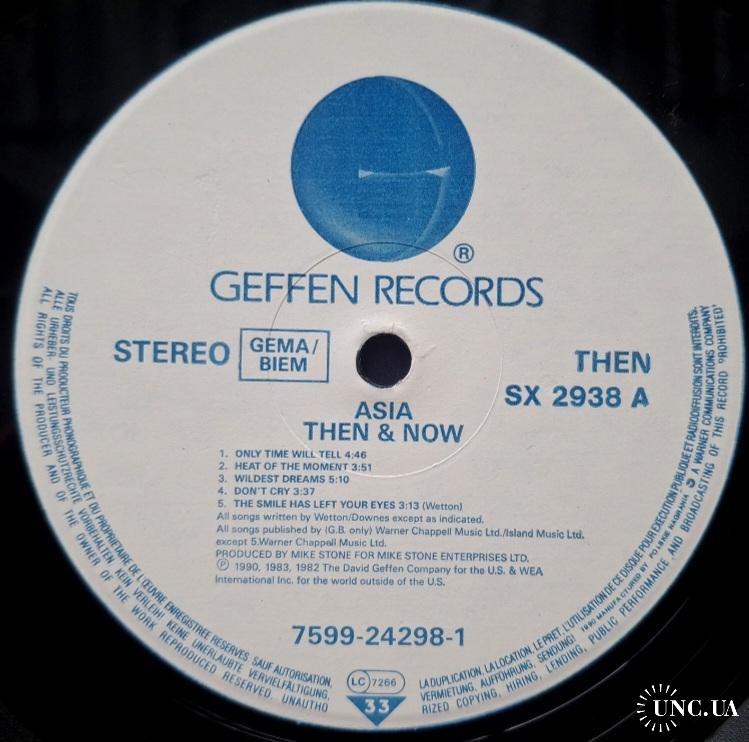 ®
GEFFEN RECORDS
STEREO
GEMA/
BIEM
THEN
SX 2938 A
ASIA
THEN & NOW
1. ONLY TIME WILL TELL 4:46
2. HEAT OF THE MOMENT 3:51
3. WILDEST DREAMS 5:10
4. DON'T CRY 3:37
5. THE SMILE HAS LEFT YOUR EYES 3:13 (Wetton)
All songs written by Wetton/Downes except as indicated.
All songs published by (G.B. only) Warner Chappell Music Ltd./Island Music Ltd.
except 5.Warner Chappell Music Ltd.
PRODUCED BY MIKE STONE FOR MIKE STONE ENTERPRISES LTD.
Ⓟ 1990, 1983, 1982 The David Geffen Company for the U.S. & WEA
International Inc. for the world outside of the U.S.
7599-24298-1
LC 7266
33
TOUS DROITS DU PRODUCTEUR PHONOGRAPHIQUE ET DU PROPRIETAIRE DE L'ŒUVRE ENREGISTREE RESERVES. SAUF AUTORISATION, LA DUPLICATION, LA LOCATION, LE PRET, L'UTILISATION DE CE DISQUE POUR EXECUTION PUBLIQUE ET RADIODIFFUSION SONT INTERDITS.
ALLE URHEBER- UND LEISTUNGSSCHUTZRECHTE VORBEHALTEN KEIN VERLEIH! KEINE UNERLAUBTE VERVIELFÄLTIGUNG, VERMIETUNG, AUFFÜHRUNG, SENDUNG! 1990 MANUFACTURED BY POLSKIE NAGRANIA A WARNER COMMUNICATIONS COMPANY
ALL RIGHTS OF THE PRODUCER AND OF THE OWNER OF THE WORK REPRODUCED RESERVED. UNAUTHORIZED COPYING, HIRING, LENDING, PUBLIC PERFORMANCE AND BROADCASTING OF THIS RECORD PROHIBITED'
UNC.UA